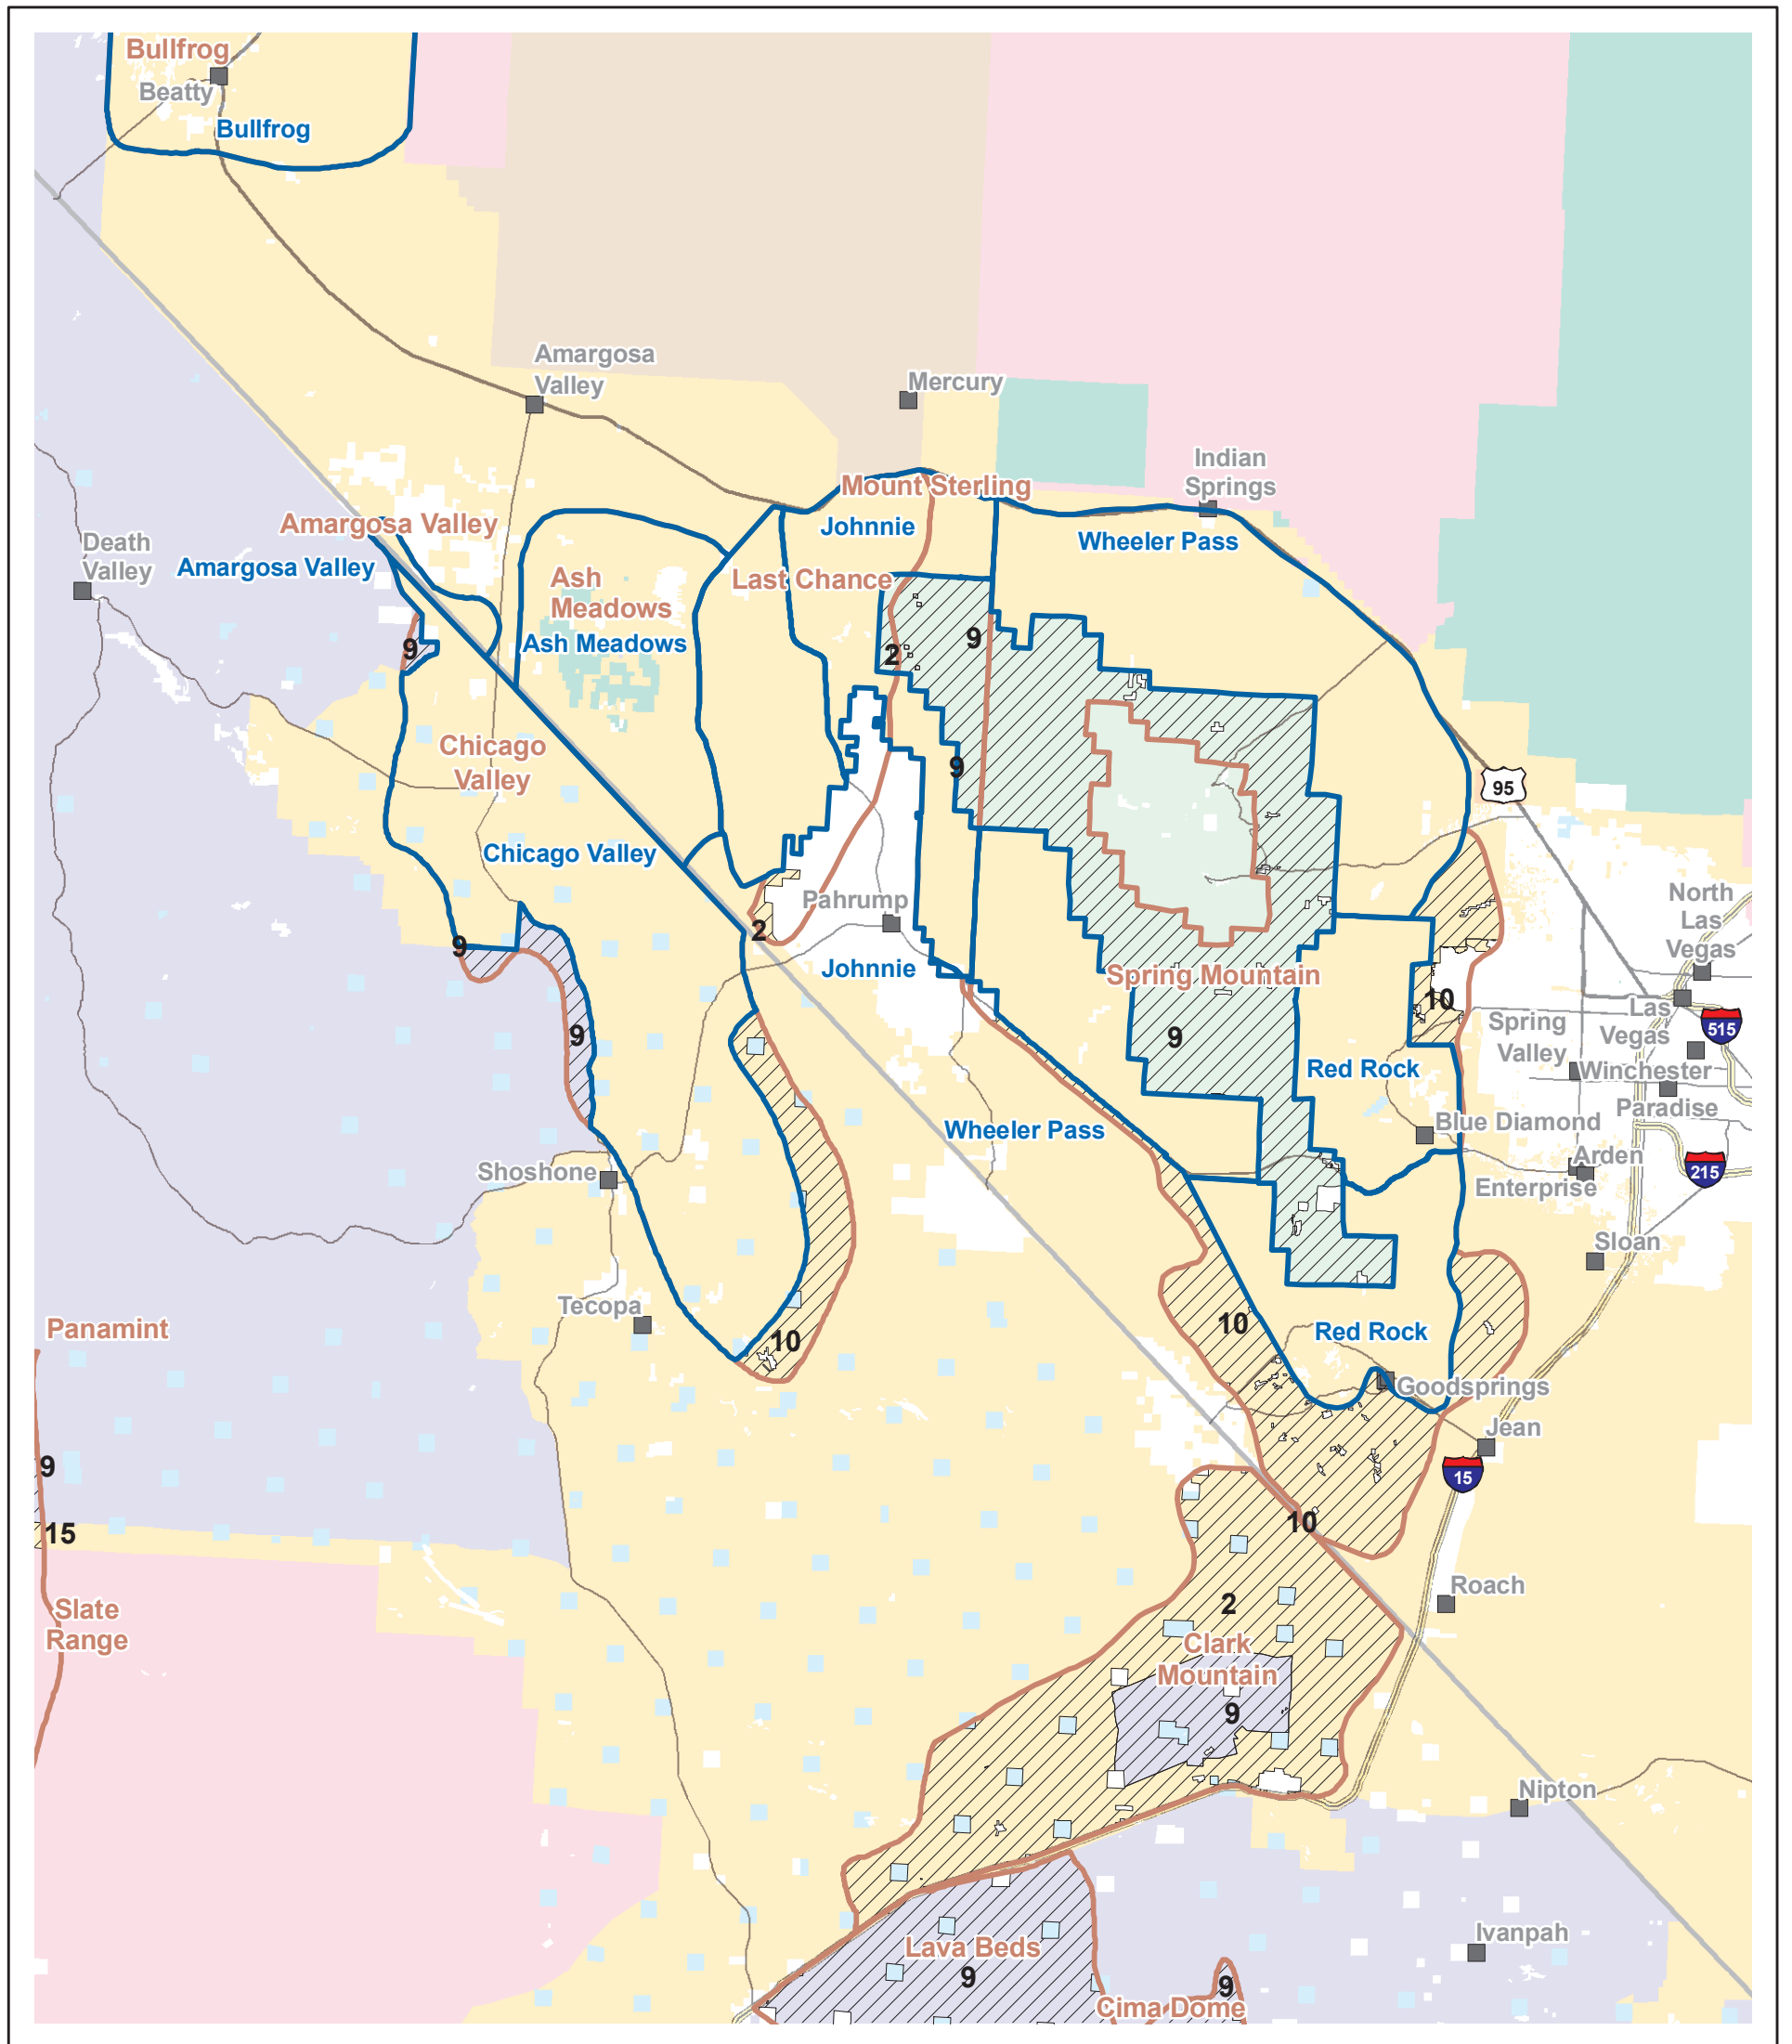 Bullfrog
Beatty
Bullfrog
Amargosa
Valley
Mercury
Indian
Springs
Mount Sterling
Johnnie
Wheeler Pass
Amargosa Valley
Amargosa Valley
Death
Valley
Ash
Meadows
Ash Meadows
Last Chance
9
2
9
9
Chicago
Valley
Chicago Valley
95
Pahrump
2
Johnnie
9
9
Spring Mountain
9
10
North
Las
Vegas
Las
Vegas
515
Spring
Valley
Winchester
Paradise
Red Rock
Blue Diamond
Arden
215
Enterprise
Wheeler Pass
Shoshone
Sloan
Tecopa
10
10
Red Rock
Goodsprings
Jean
15
Panamint
9
15
10
Slate
Range
2
Roach
Clark
Mountain
9
Nipton
Ivanpah
Lava Beds
9
9
Cima Dome